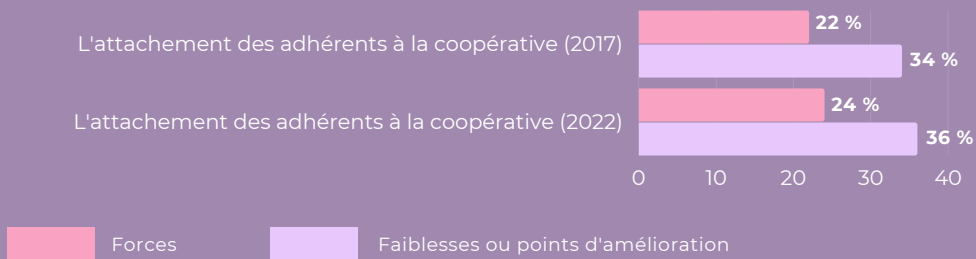 L'attachement des adhérents à la coopérative (2017)
22 %
34 %
L'attachement des adhérents à la coopérative (2022)
24 %
36 %
0 10 20 30 40
Forces Faiblesses ou points d'amélioration